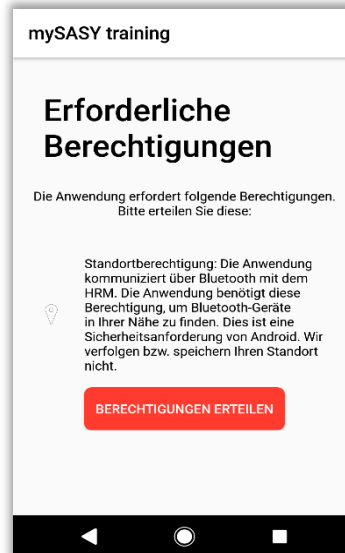 mySASY training
Erforderliche
Berechtigungen
Die Anwendung erfordert folgende Berechtigungen.
Bitte erteilen Sie diese:
Standortberechtigung: Die Anwendung
kommuniziert über Bluetooth mit dem
HRM. Die Anwendung benötigt diese
Berechtigung, um Bluetooth-Geräte
in Ihrer Nähe zu finden. Dies ist eine
Sicherheitsanforderung von Android. Wir
verfolgen bzw. speichern Ihren Standort
nicht.
BERECHTIGUNGEN ERTEILEN